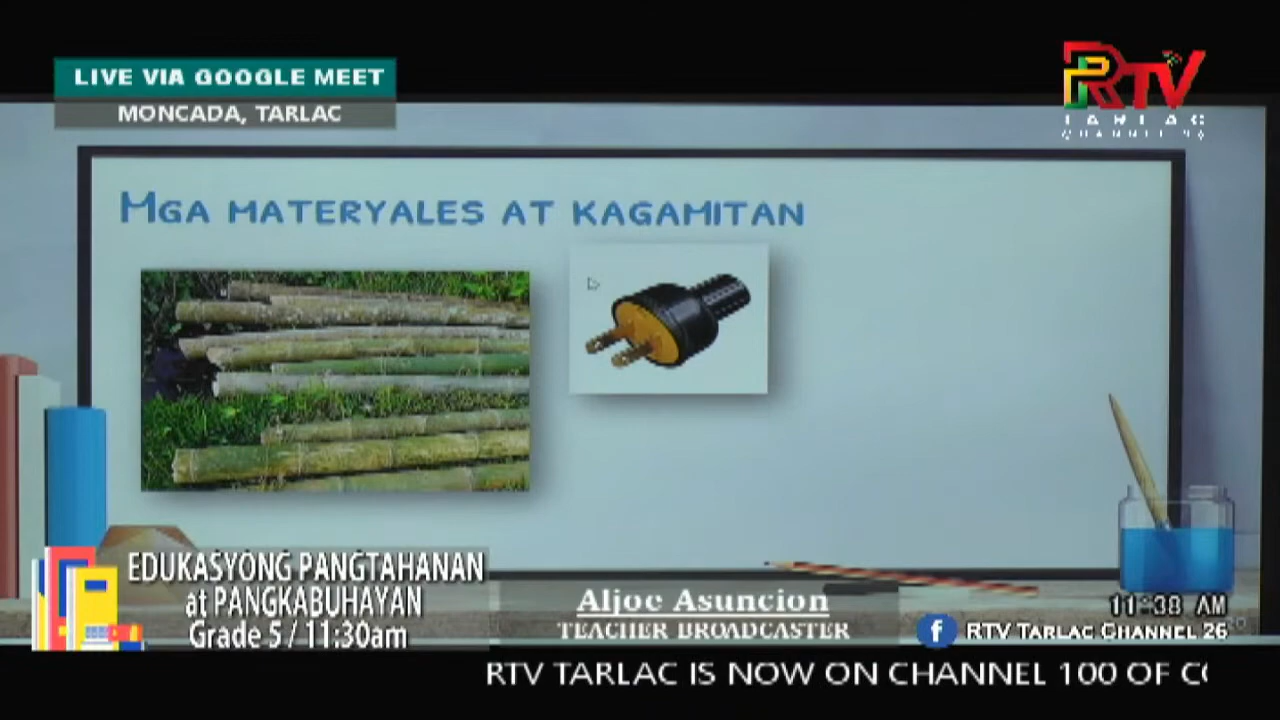 LIVE VIA GOOGLE MEET
MONCADA, TARLAC
RTV
TARLAC
MGA MATERYALES AT KAGAMITAN
EDUKASYONG PANGTAHANAN
at PANGKABUHAYAN
Grade 5 / 11:30am
Aljoe Asuncion
TEACHER BROADCASTER
11:38 AM
f RTV TARLAC CHANNEL 26
RTV TARLAC IS NOW ON CHANNEL 100 OF